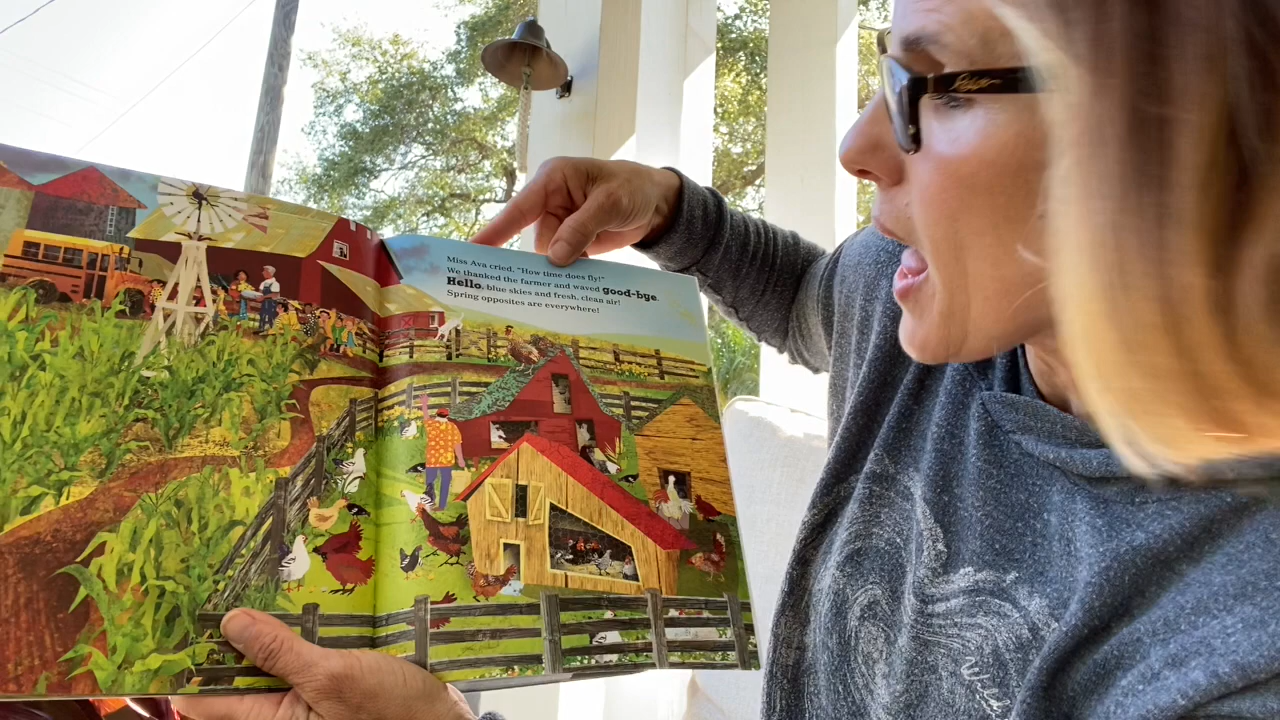 Miss Ava cried, "How time does fly!"
We thanked the farmer and waved good-bye.
Hello, blue skies and fresh, clean air!
Spring opposites are everywhere!
Wild